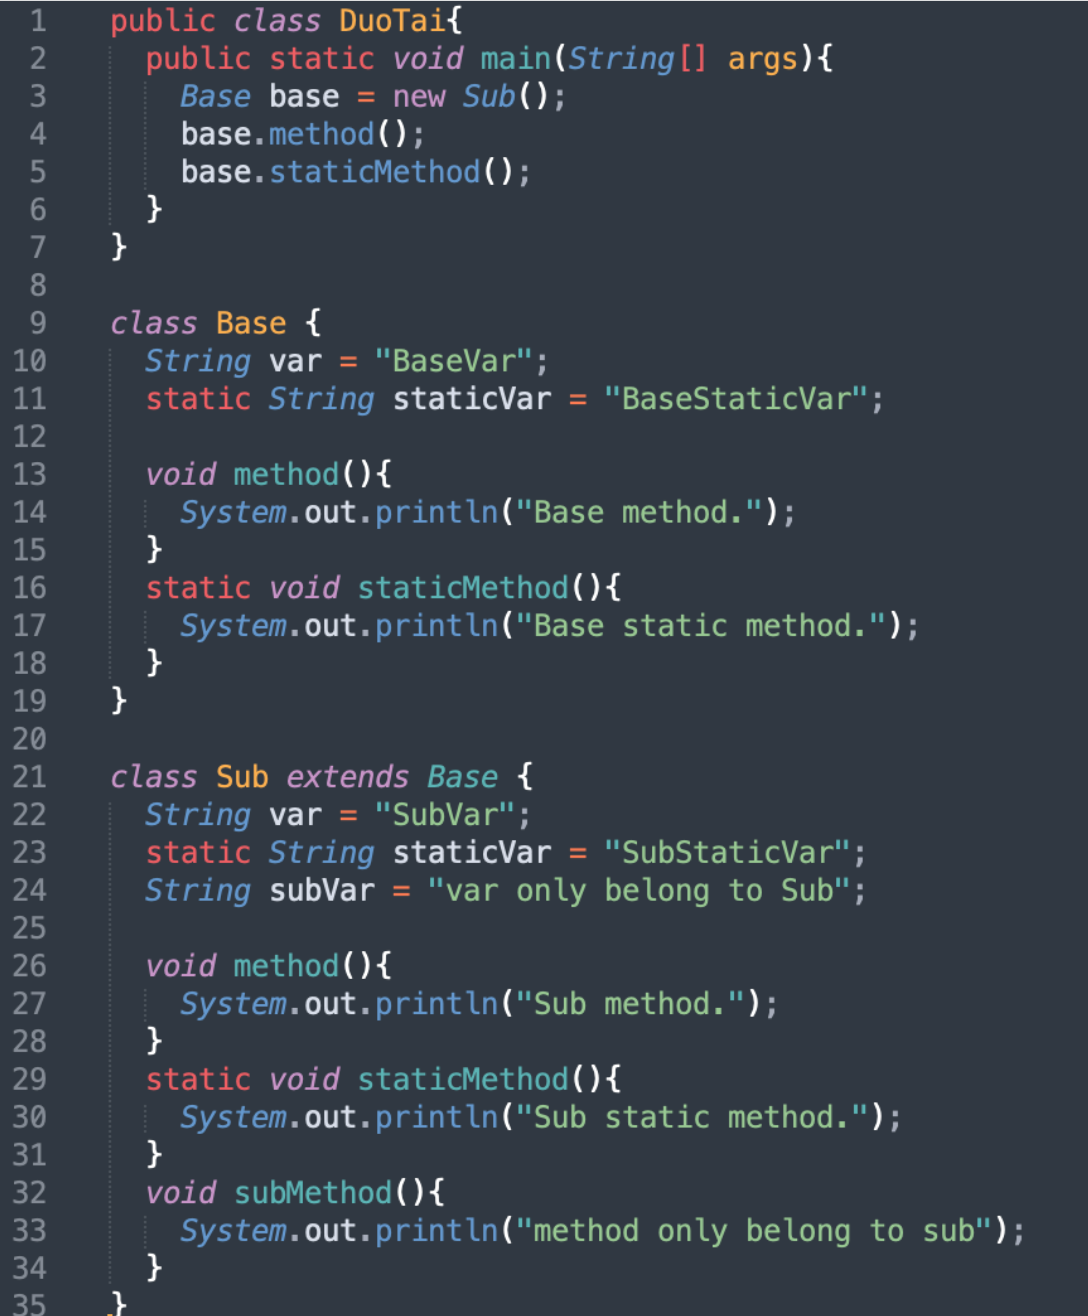 1 public class DuoTai{
2 public static void main(String[] args){
3 Base base = new Sub();
4 base.method();
5 base.staticMethod();
6 }
7 }
8
9 class Base {
10 String var = "BaseVar";
11 static String staticVar = "BaseStaticVar";
12
13 void method(){
14 System.out.println("Base method.");
15 }
16 static void staticMethod(){
17 System.out.println("Base static method.");
18 }
19 }
20
21 class Sub extends Base {
22 String var = "SubVar";
23 static String staticVar = "SubStaticVar";
24 String subVar = "var only belong to Sub";
25
26 void method(){
27 System.out.println("Sub method.");
28 }
29 static void staticMethod(){
30 System.out.println("Sub static method.");
31 }
32 void subMethod(){
33 System.out.println("method only belong to sub");
34 }
35 }